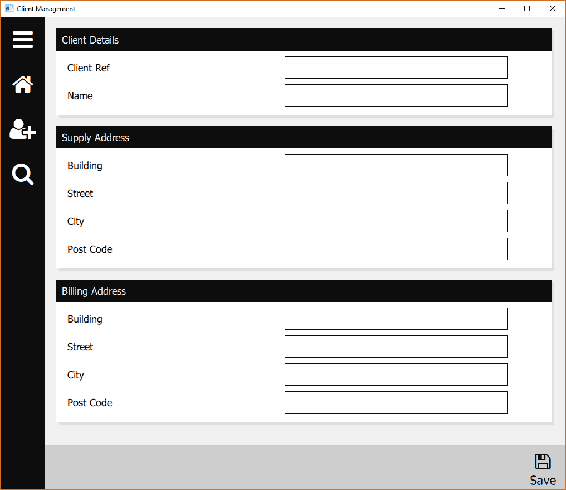 Client Management
Client Details
Client Ref
Name
Supply Address
Building
Street
City
Post Code
Billing Address
Building
Street
City
Post Code
Save